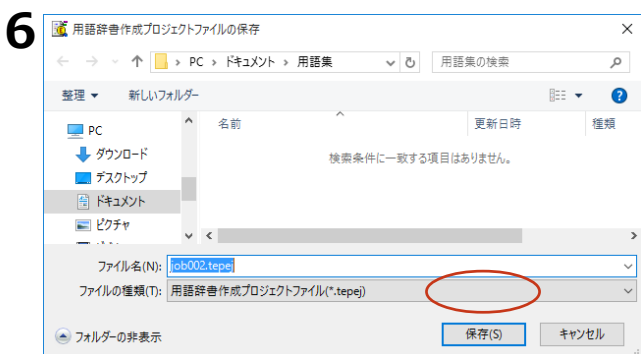 6
用語辞書作成プロジェクトファイルの保存
PC › ドキュメント › 用語集
用語集の検索
整理 新しいフォルダー
名前 更新日時 種類
検索条件に一致する項目はありません。
PC
ダウンロード
デスクトップ
ドキュメント
ピクチャ
ファイル名(N): job002.tepej
ファイルの種類(T): 用語辞書作成プロジェクトファイル(*.tepej)
フォルダーの非表示 保存(S) キャンセル